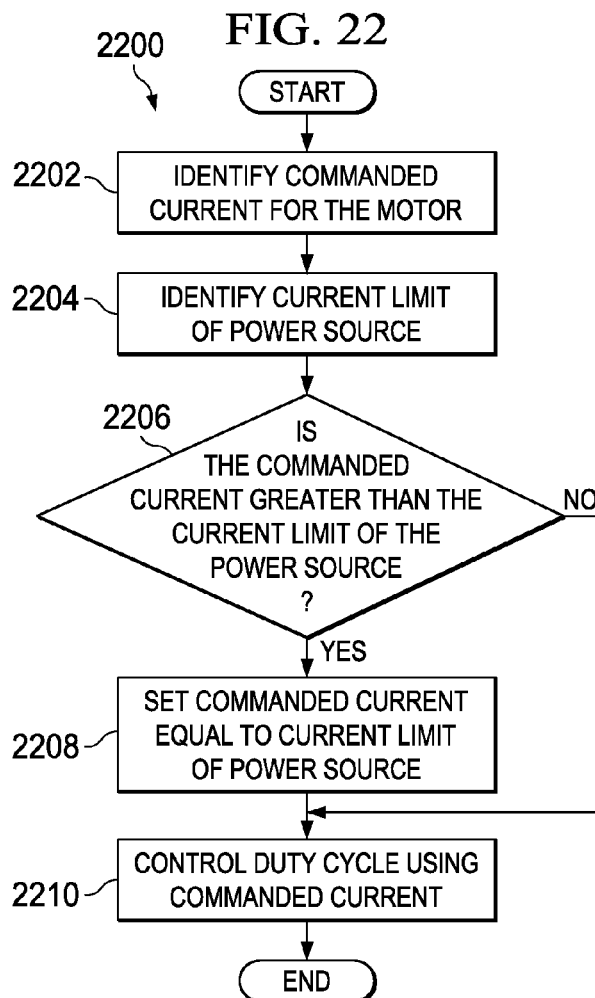 FIG. 22
2200
START
2202
IDENTIFY COMMANDED
CURRENT FOR THE MOTOR
2204
IDENTIFY CURRENT LIMIT
OF POWER SOURCE
2206
IS
THE COMMANDED
CURRENT GREATER THAN THE
CURRENT LIMIT OF THE
POWER SOURCE
?
NO
YES
2208
SET COMMANDED CURRENT
EQUAL TO CURRENT LIMIT
OF POWER SOURCE
2210
CONTROL DUTY CYCLE USING
COMMANDED CURRENT
END